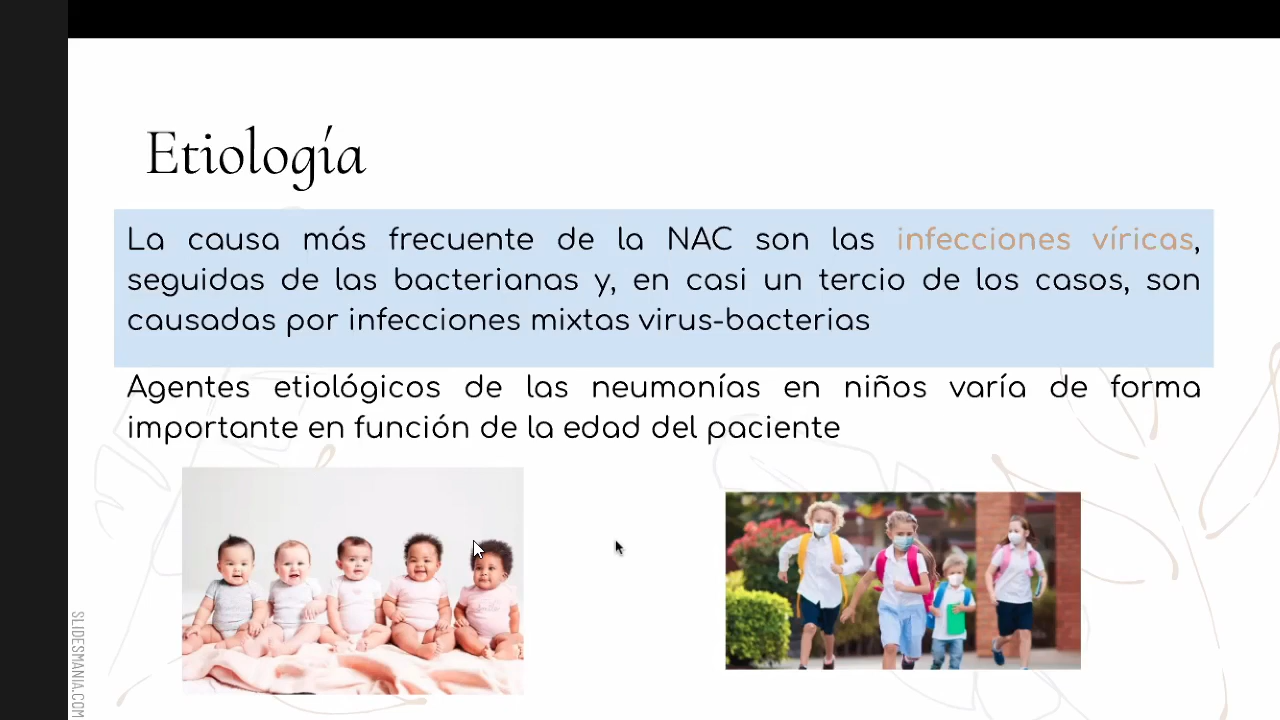 Etiología
La causa más frecuente de la NAC son las infecciones víricas,
seguidas de las bacterianas y, en casi un tercio de los casos, son
causadas por infecciones mixtas virus-bacterias
Agentes etiológicos de las neumonías en niños varía de forma
importante en función de la edad del paciente
SLIDESMANIA.COM